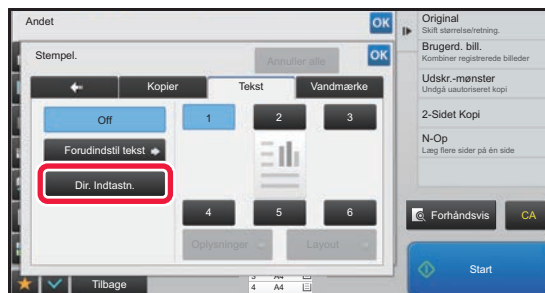 Andet
OK
Stempel.
Annuller alle
OK
Kopier
Tekst
Vandmærke
Off
1
2
3
Forudindstil tekst
Dir. Indtastn.
4
5
6
Oplysninger
Layout
Tilbage
3 A4
4 A4
Original
Skift størrelse/retning.
Brugerd. bill.
Kombiner registrerede billeder
Udskr.-mønster
Undgå uautoriseret kopi
2-Sidet Kopi
N-Op
Læg flere sider på én side
Forhåndsvis
CA
Start